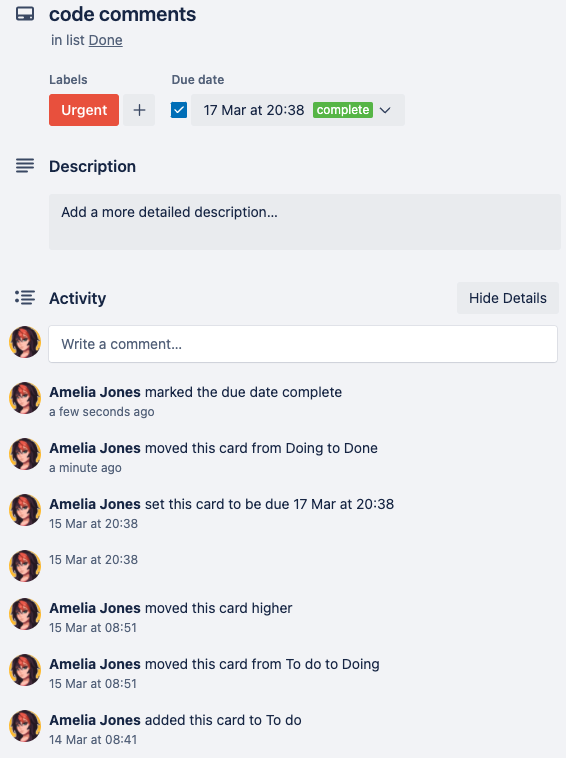 code comments
in list Done
Labels
Due date
Urgent
+
17 Mar at 20:38 complete
Description
Add a more detailed description...
Activity
Hide Details
Write a comment...
Amelia Jones marked the due date complete
a few seconds ago
Amelia Jones moved this card from Doing to Done
a minute ago
Amelia Jones set this card to be due 17 Mar at 20:38
15 Mar at 20:38
15 Mar at 20:38
Amelia Jones moved this card higher
15 Mar at 08:51
Amelia Jones moved this card from To do to Doing
15 Mar at 08:51
Amelia Jones added this card to To do
14 Mar at 08:41